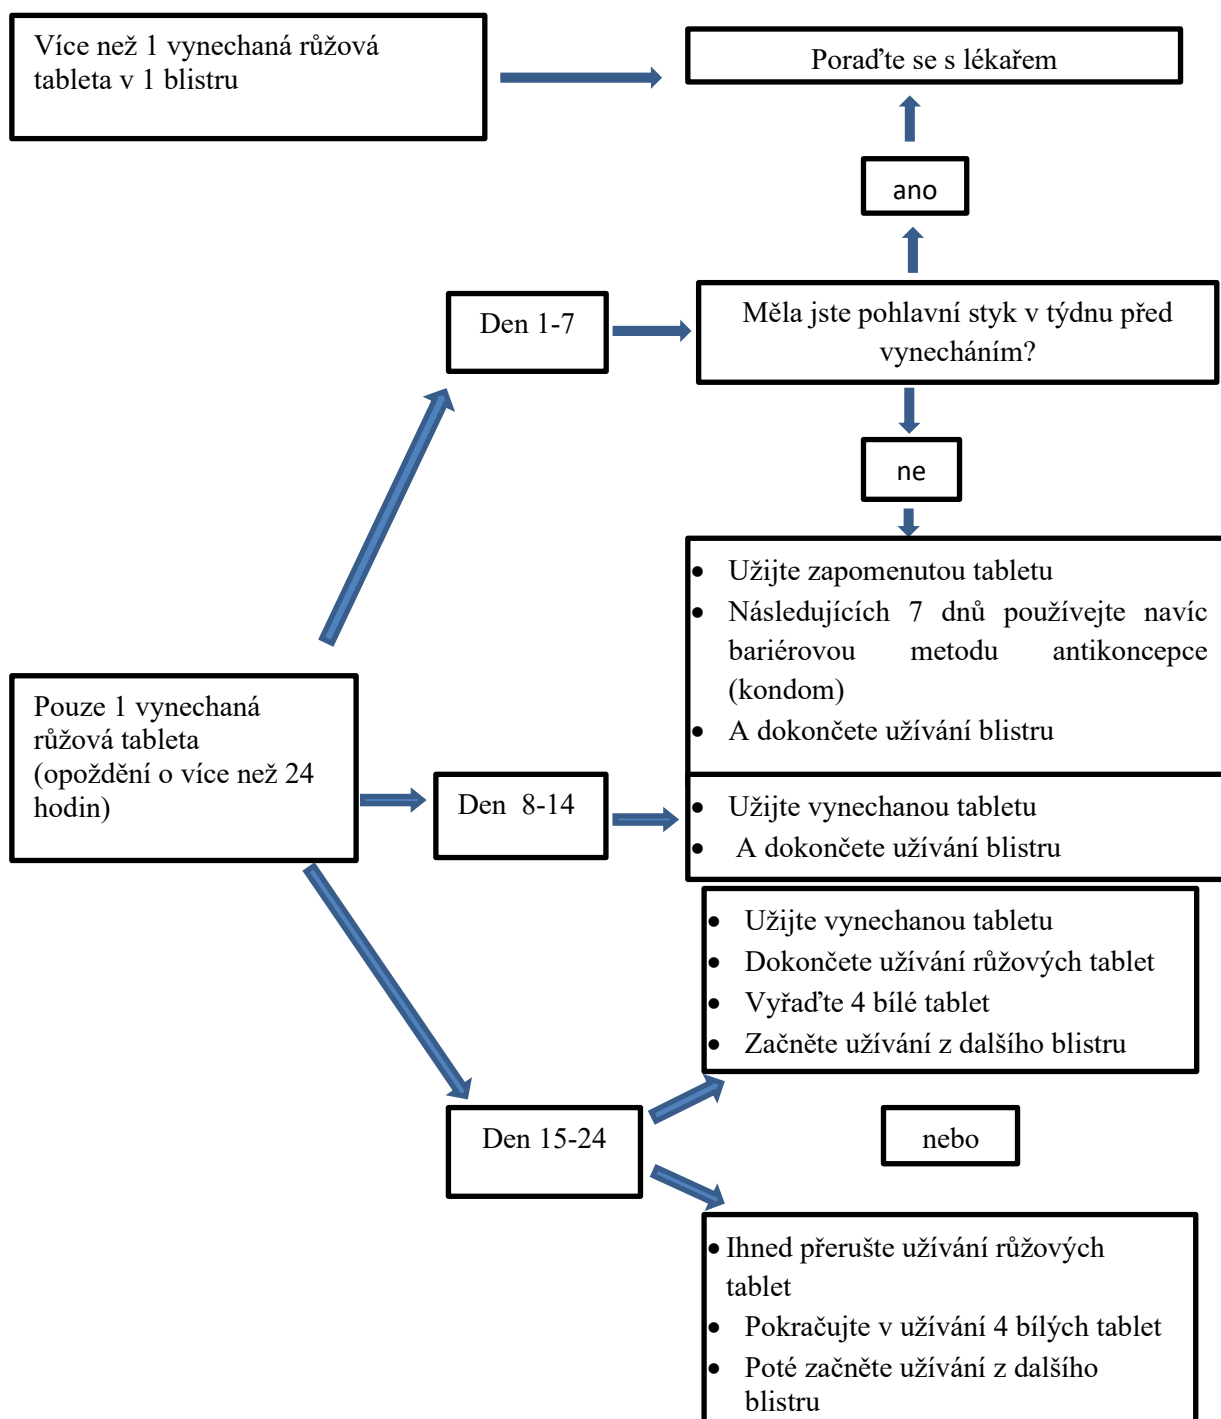 Více než 1 vynechaná růžová
tableta v 1 blistru
Poraďte se s lékařem
ano
Den 1-7
Měla jste pohlavní styk v týdnu před
vynecháním?
ne
• Užijte zapomenutou tabletu
• Následujících 7 dnů používejte navíc
bariérovou metodu antikoncepce
(kondom)
• A dokončete užívání blistru
Pouze 1 vynechaná
růžová tableta
(opoždění o více než 24
hodin)
Den 8-14
• Užijte vynechanou tabletu
• A dokončete užívání blistru
• Užijte vynechanou tabletu
• Dokončete užívání růžových tablet
• Vyřaďte 4 bílé tablet
• Začněte užívání z dalšího blistru
Den 15-24
nebo
• Ihned přerušte užívání růžových
tablet
• Pokračujte v užívání 4 bílých tablet
• Poté začněte užívání z dalšího
blistru